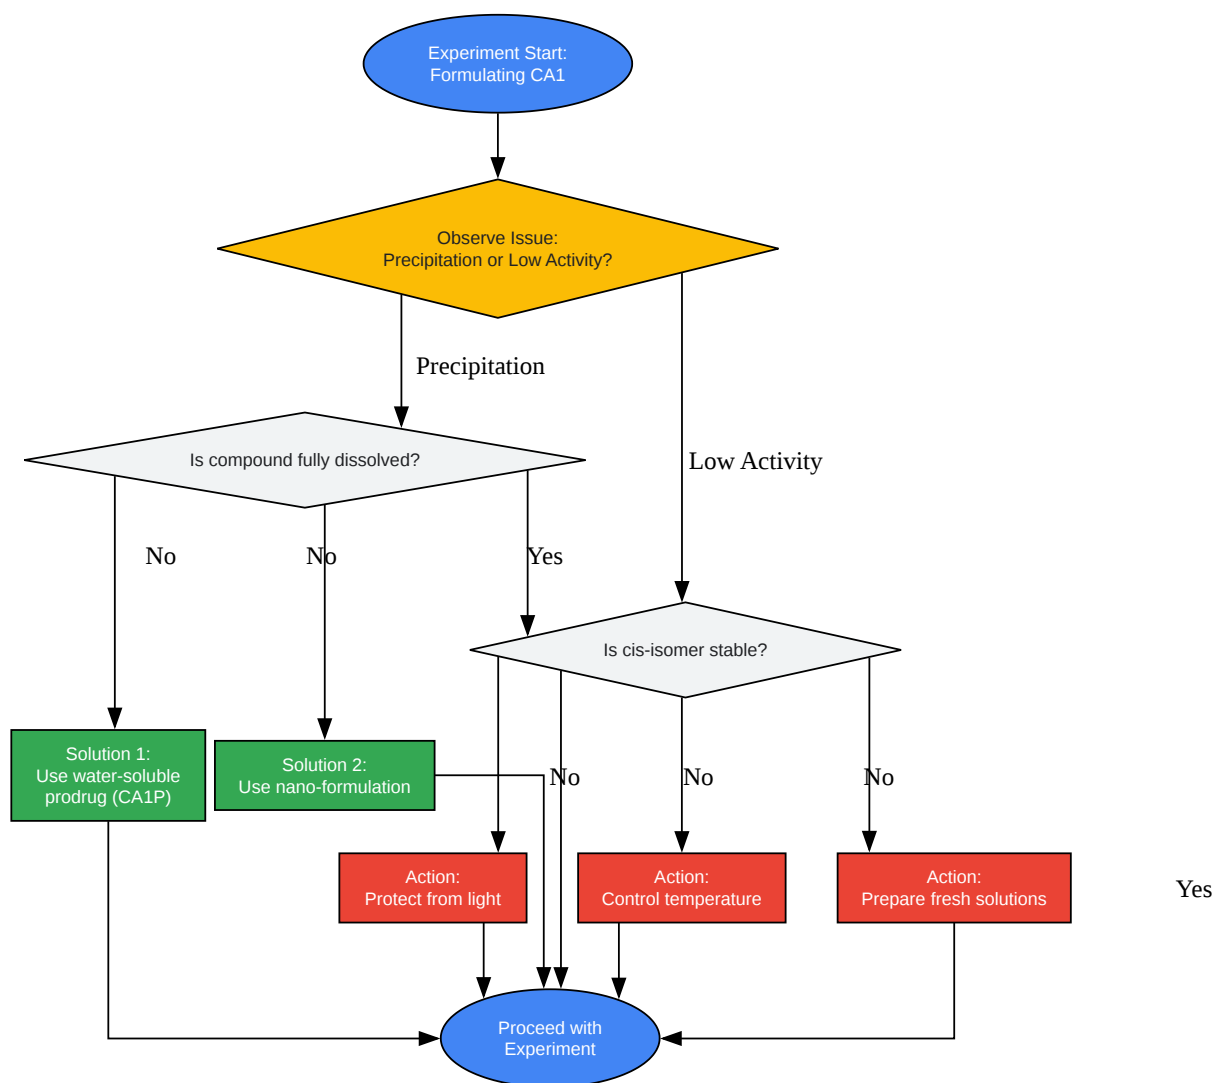 Experiment Start:
Formulating CA1
Observe Issue:
Precipitation or Low Activity?
Precipitation
Is compound fully dissolved?
Low Activity
No
No
Yes
Is cis-isomer stable?
Solution 1:
Use water-soluble
prodrug (CA1P)
Solution 2:
Use nano-formulation
No
No
No
Action:
Protect from light
Action:
Control temperature
Action:
Prepare fresh solutions
Yes
Proceed with
Experiment